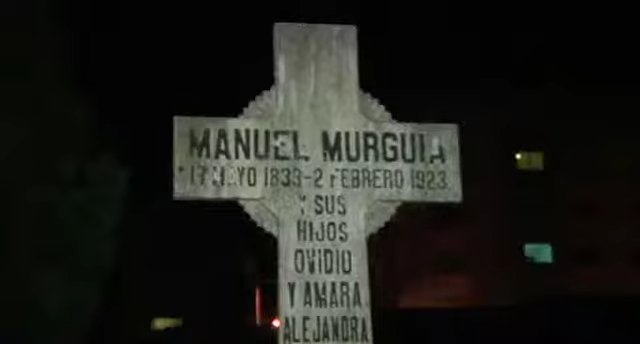 MANUEL MURGUIA
17 MAYO 1833-2 FEBRERO 1923
Y SUS
HIJOS
OVIDIO
Y AMARA
ALEJANDRA